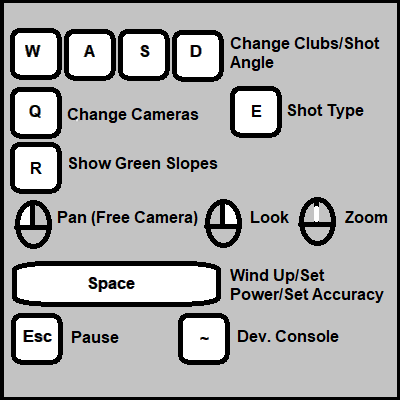 W A S D Change Clubs/Shot
Angle
Q Change Cameras E Shot Type
R Show Green Slopes
Pan (Free Camera) Look Zoom
Space Wind Up/Set
Power/Set Accuracy
Esc Pause ~ Dev. Console